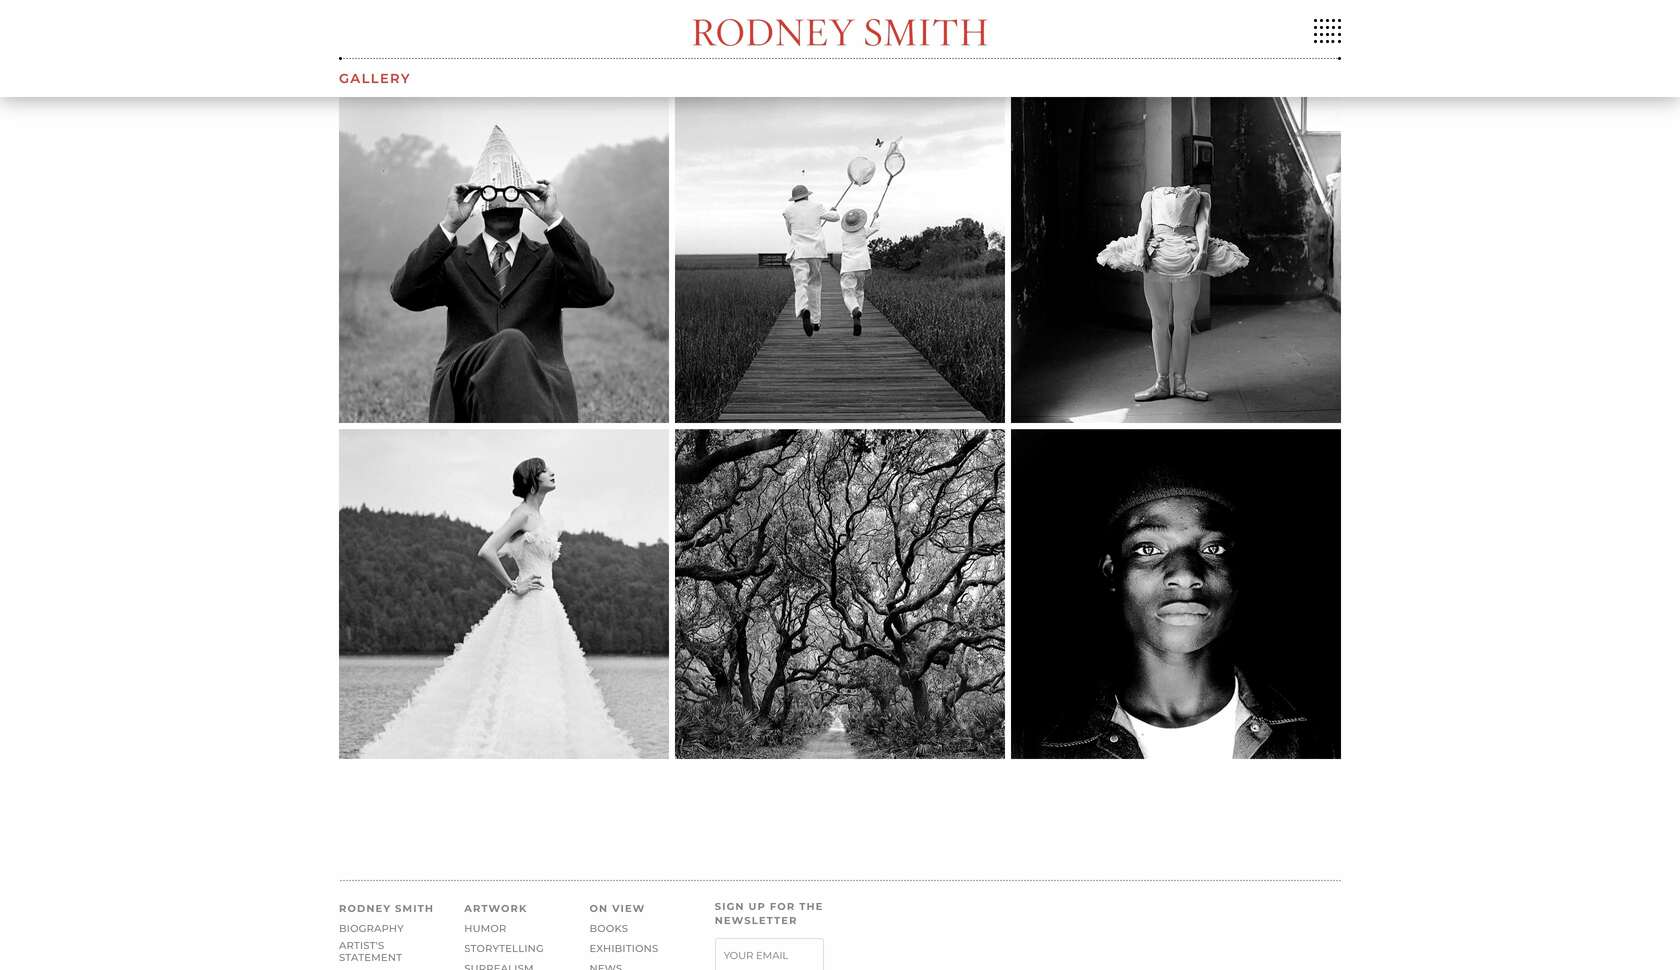 RODNEY SMITH
GALLERY
RODNEY SMITH
BIOGRAPHY
ARTIST'S
STATEMENT
ARTWORK
HUMOR
STORYTELLING
SURREALISM
ON VIEW
BOOKS
EXHIBITIONS
NEWS
SIGN UP FOR THE
NEWSLETTER
YOUR EMAIL